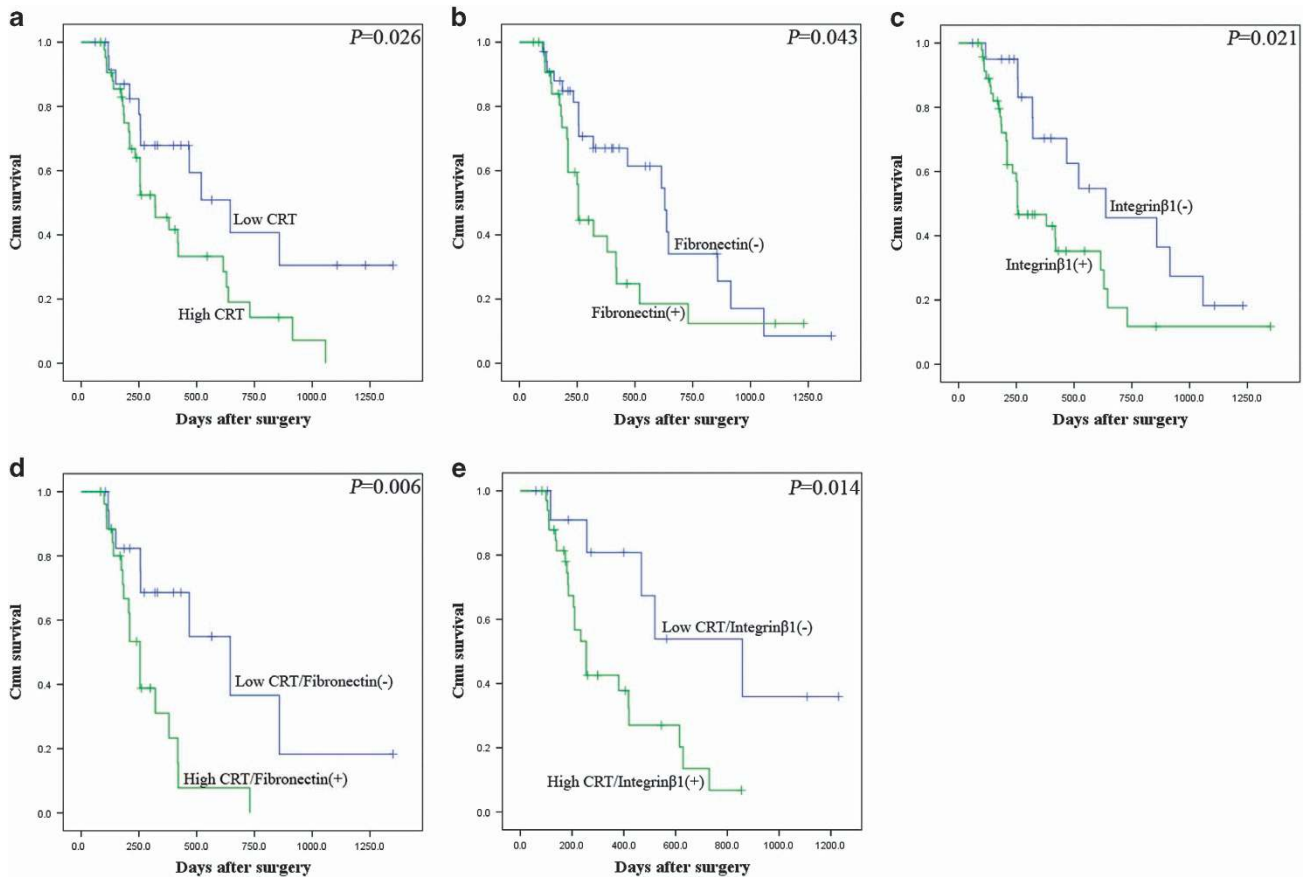 a
P=0.026
Cmu survival
1.0
0.8
0.6
0.4
0.2
0.0
Low CRT
High CRT
0.0 250.0 500.0 750.0 1000.0 1250.0
Days after surgery
b
P=0.043
Cmu survival
1.0
0.8
0.6
0.4
0.2
0.0
Fibronectin(-)
Fibronectin(+)
0.0 250.0 500.0 750.0 1000.0 1250.0
Days after surgery
c
P=0.021
Cmu survival
1.0
0.8
0.6
0.4
0.2
0.0
Integrinβ1(-)
Integrinβ1(+)
0.0 250.0 500.0 750.0 1000.0 1250.0
Days after surgery
d
P=0.006
Cmu survival
1.0
0.8
0.6
0.4
0.2
0.0
Low CRT/Fibronectin(-)
High CRT/Fibronectin(+)
0.0 250.0 500.0 750.0 1000.0 1250.0
Days after surgery
e
P=0.014
Cmu survival
1.0
0.8
0.6
0.4
0.2
0.0
Low CRT/Integrinβ1(-)
High CRT/Integrinβ1(+)
0.0 200.0 400.0 600.0 800.0 1000.0 1200.0
Days after surgery